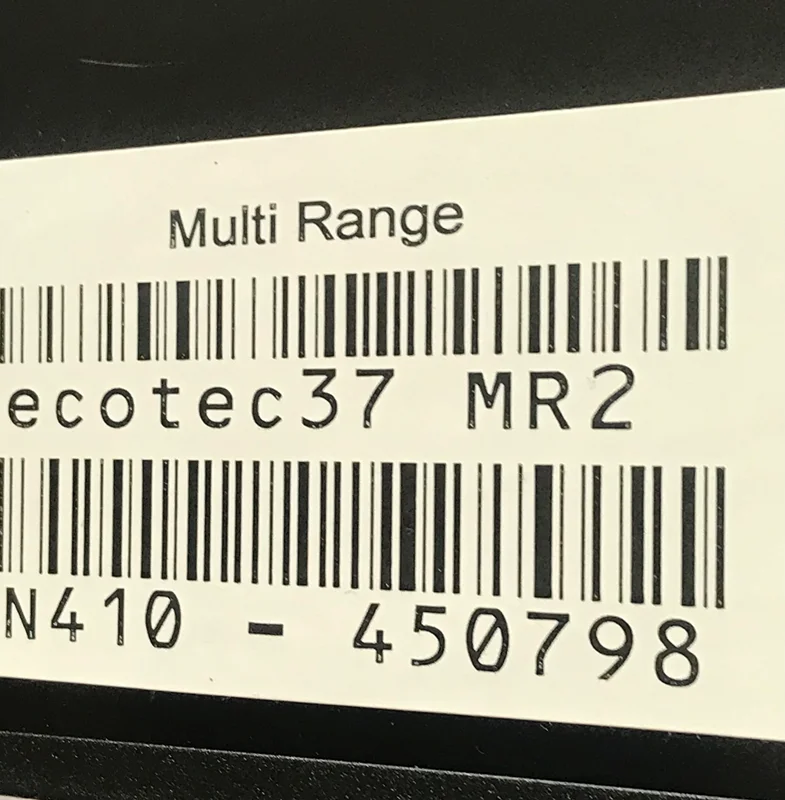 Multi Range
ecotec37 MR2
N410 - 450798